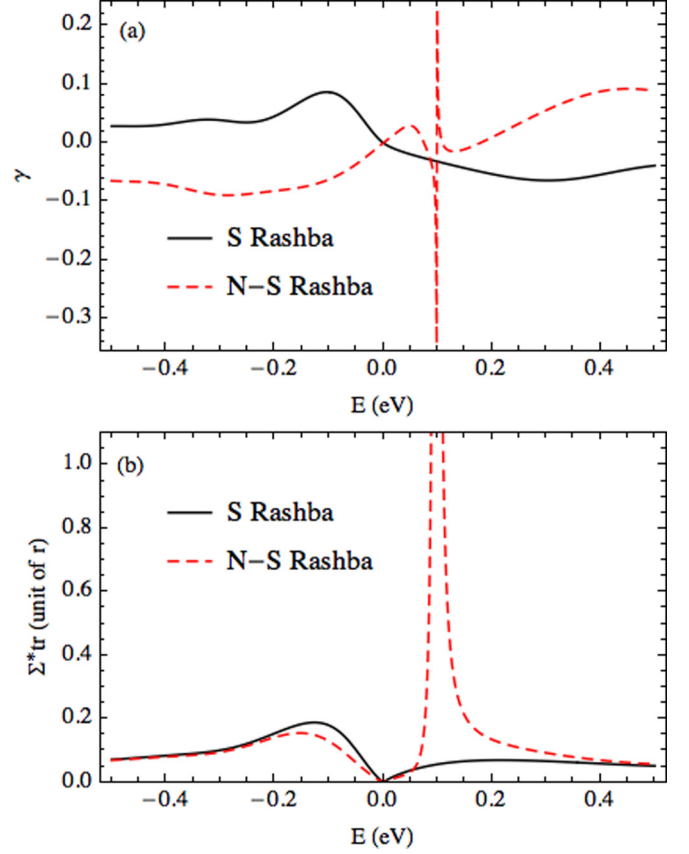 (a)
0.2
0.1
0.0
−0.1
−0.2
−0.3
γ
S Rashba
N−S Rashba
−0.4 −0.2 0.0 0.2 0.4
E (eV)
(b)
1.0
0.8
0.6
0.4
0.2
0.0
Σ*tr (unit of r)
S Rashba
N−S Rashba
−0.4 −0.2 0.0 0.2 0.4
E (eV)